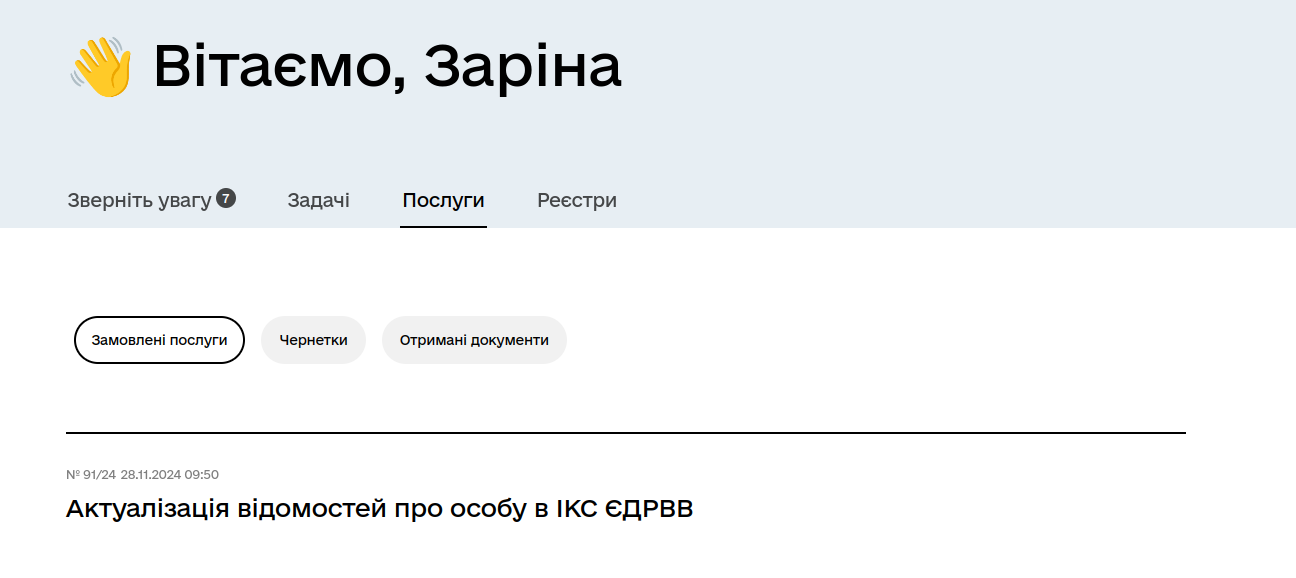 👋 Вітаємо, Заріна
Зверніть увагу 7 Задачі Послуги Реєстри
Замовлені послуги Чернетки Отримані документи
№ 91/24 28.11.2024 09:50
Актуалізація відомостей про особу в ІКС ЄДРВВ